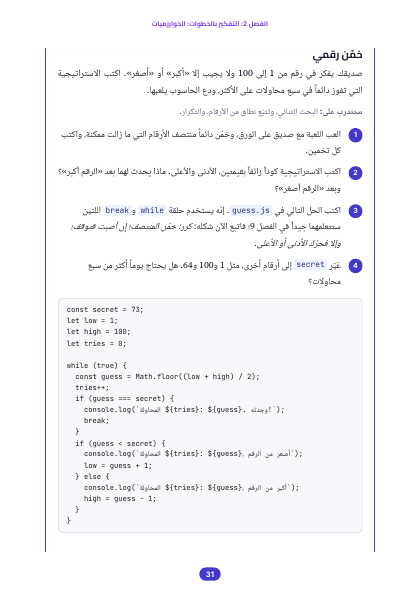 الفصل 2: التفكير بالخطوات: الخوارزميات
خمّن رقمي
صديقك يفكر في رقم من 1 إلى 100 ولا يجيب إلا «أكبر» أو «أصغر». اكتب الاستراتيجية
التي تفوز دائماً في سبع محاولات على الأكثر، ودع الحاسوب يلعبها.
ستتدرب على: البحث الثنائي، وتتبّع نطاق من الأرقام، والتكرار.
1 العب اللعبة مع صديق على الورق، وخمّن دائماً منتصف الأرقام التي ما زالت ممكنة، واكتب
كل تخمين.
2 اكتب الاستراتيجية كوداً زائفاً بقيمتين، الأدنى والأعلى. ماذا يحدث لهما بعد «الرقم أكبر»؟
وبعد «الرقم أصغر»؟
3 اكتب الحل التالي في guess.js. إنه يستخدم حلقة while و break اللتين
ستتعلمهما جيداً في الفصل 9؛ فاتبع الآن شكله: كرر: خمّن المنتصف؛ إن أصبت فتوقف؛
وإلا فحرّك الأدنى أو الأعلى.
4 غيّر secret إلى أرقام أخرى، مثل 1 و100 و64. هل يحتاج يوماً أكثر من سبع
محاولات؟
const secret = 73;
let low = 1;
let high = 100;
let tries = 0;
while (true) {
const guess = Math.floor((low + high) / 2);
tries++;
if (guess === secret) {
console.log(`المحاولة ${tries}: ${guess}. وجدته!`);
break;
}
if (guess < secret) {
console.log(`المحاولة ${tries}: ${guess}، أصغر من الرقم`);
low = guess + 1;
} else {
console.log(`المحاولة ${tries}: ${guess}، أكبر من الرقم`);
high = guess - 1;
}
}
31